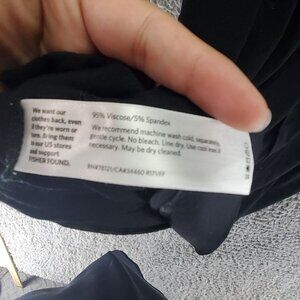 We want our
clothes back, even
if they're worn or
torn. Bring them
to our US stores
and support
FISHER FOUND.
95% Viscose/5% Spandex
We recommend machine wash cold, separately,
gentle cycle. No bleach. Line dry. Use cool iron if
necessary. May be dry cleaned.